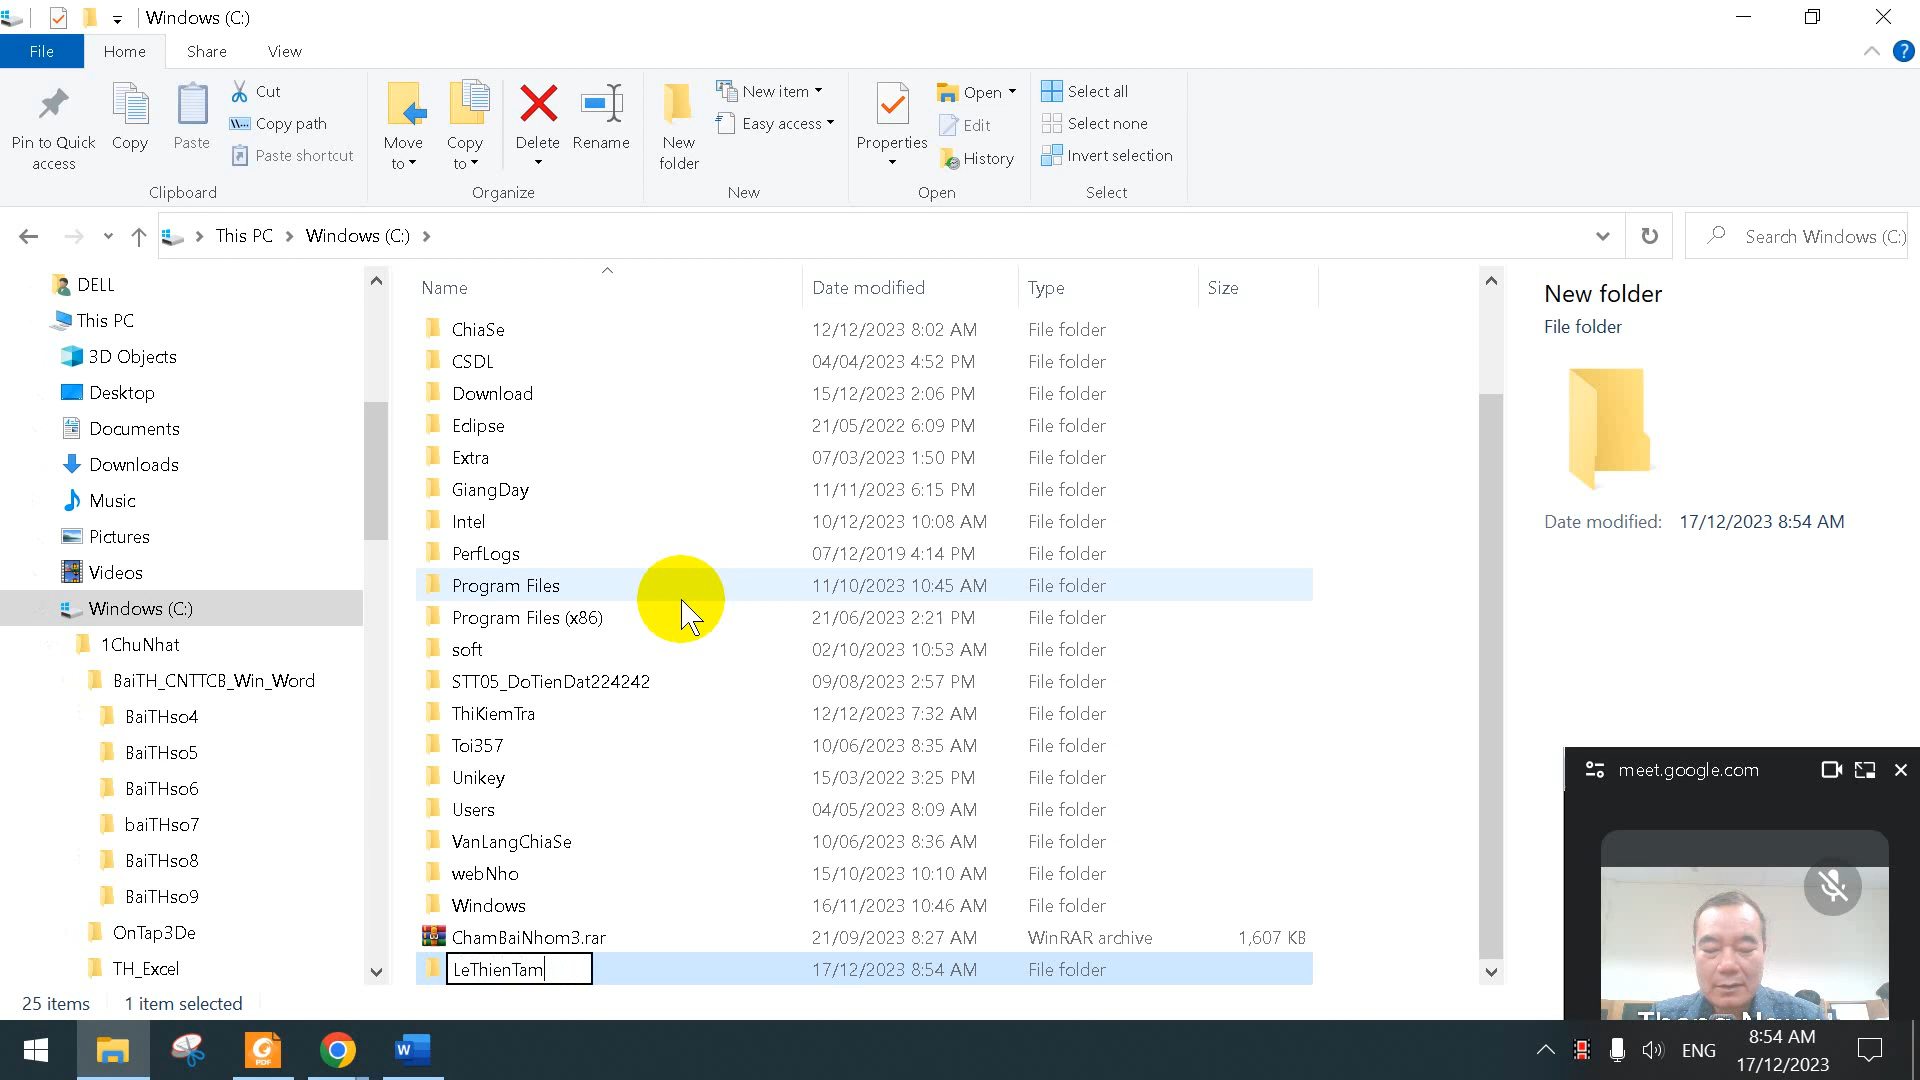 Windows (C:)
File Home Share View
Pin to Quick access
Copy
Paste
Cut
Copy path
Paste shortcut
Clipboard
Move to
Copy to
Delete
Rename
Organize
New folder
New item
Easy access
New
Properties
Open
Edit
History
Open
Select all
Select none
Invert selection
Select
This PC Windows (C:)
Search Windows (C:)
DELL
This PC
3D Objects
Desktop
Documents
Downloads
Music
Pictures
Videos
Windows (C:)
1ChuNhat
BaiTH_CNTTCB_Win_Word
BaiTHso4
BaiTHso5
BaiTHso6
baiTHso7
BaiTHso8
BaiTHso9
OnTap3De
TH_Excel
Name Date modified Type Size
ChiaSe 12/12/2023 8:02 AM File folder
CSDL 04/04/2023 4:52 PM File folder
Download 15/12/2023 2:06 PM File folder
Eclipse 21/05/2022 6:09 PM File folder
Extra 07/03/2023 1:50 PM File folder
GiangDay 11/11/2023 6:15 PM File folder
Intel 10/12/2023 10:08 AM File folder
PerfLogs 07/12/2019 4:14 PM File folder
Program Files 11/10/2023 10:45 AM File folder
Program Files (x86) 21/06/2023 2:21 PM File folder
soft 02/10/2023 10:53 AM File folder
STT05_DoTienDat224242 09/08/2023 2:57 PM File folder
ThiKiemTra 12/12/2023 7:32 AM File folder
Toi357 10/06/2023 8:35 AM File folder
Unikey 15/03/2022 3:25 PM File folder
Users 04/05/2023 8:09 AM File folder
VanLangChiaSe 10/06/2023 8:36 AM File folder
webNho 15/10/2023 10:10 AM File folder
Windows 16/11/2023 10:46 AM File folder
ChamBaiNhom3.rar 21/09/2023 8:27 AM WinRAR archive 1,607 KB
LeThienTam 17/12/2023 8:54 AM File folder
New folder
File folder
Date modified: 17/12/2023 8:54 AM
meet.google.com
25 items 1 item selected
PDF
W
ENG
8:54 AM
17/12/2023